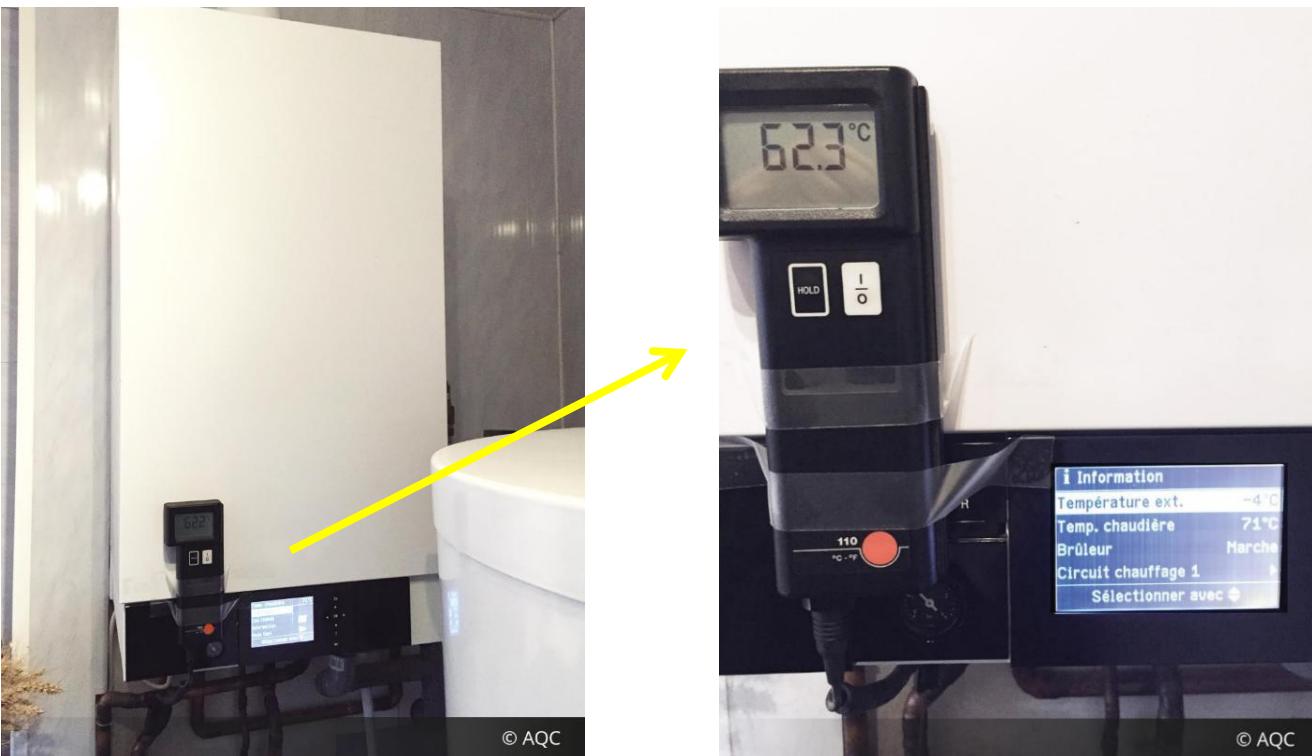 622
© AQC
62.3°C
HOLD
I
O
R
110
°C - °F
i Information
Température ext. -4°C
Temp. chaudière 71°C
Brûleur Marche
Circuit chauffage 1
Sélectionner avec
© AQC